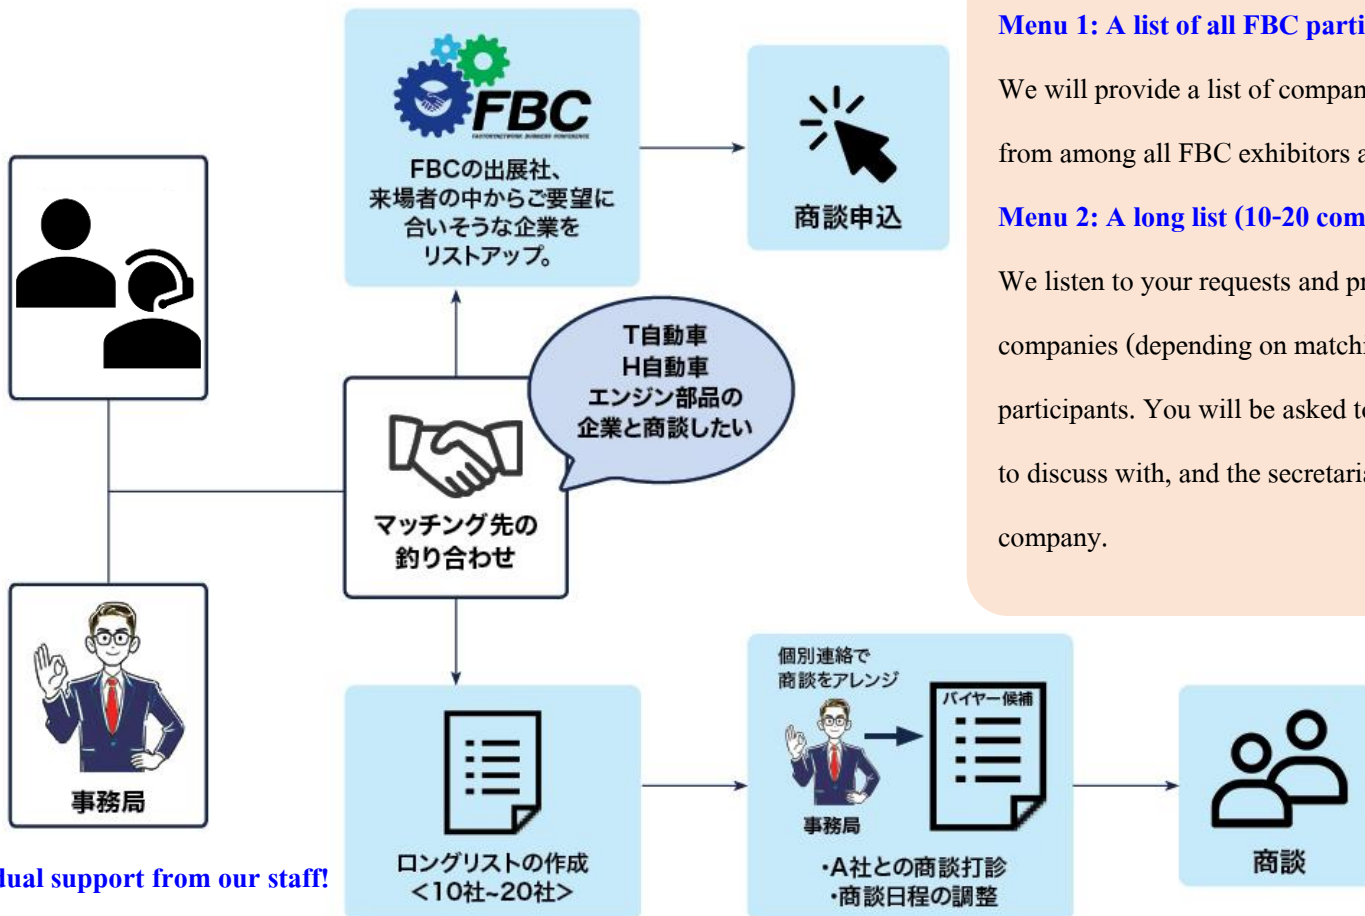 FBC
FACTORYNETWORK BUSINESS CONFERENCE
FBCの出展社、
来場者の中からご要望に
合いそうな企業を
リストアップ。
商談申込
T自動車
H自動車
エンジン部品の
企業と商談したい
マッチング先の
釣り合わせ
事務局
dual support from our staff!
ロングリストの作成
<10社~20社>
個別連絡で
商談をアレンジ
バイヤー候補
事務局
・A社との商談打診
・商談日程の調整
商談
Menu 1: A list of all FBC parti
We will provide a list of compan
from among all FBC exhibitors a
Menu 2: A long list (10-20 com
We listen to your requests and pr
companies (depending on match
participants. You will be asked to
to discuss with, and the secretaria
company.